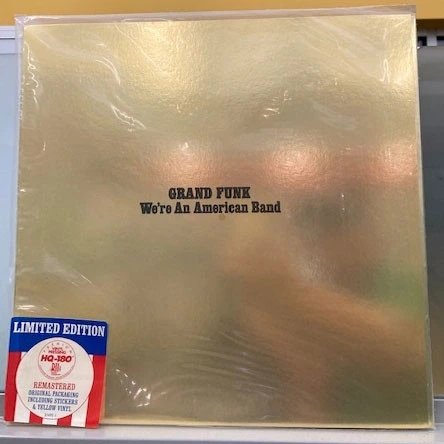 GRAND FUNK
We're An American Band
LIMITED EDITION
HQ-180
REMASTERED
ORIGINAL PACKAGING
INCLUDING STICKERS
& YELLOW VINYL